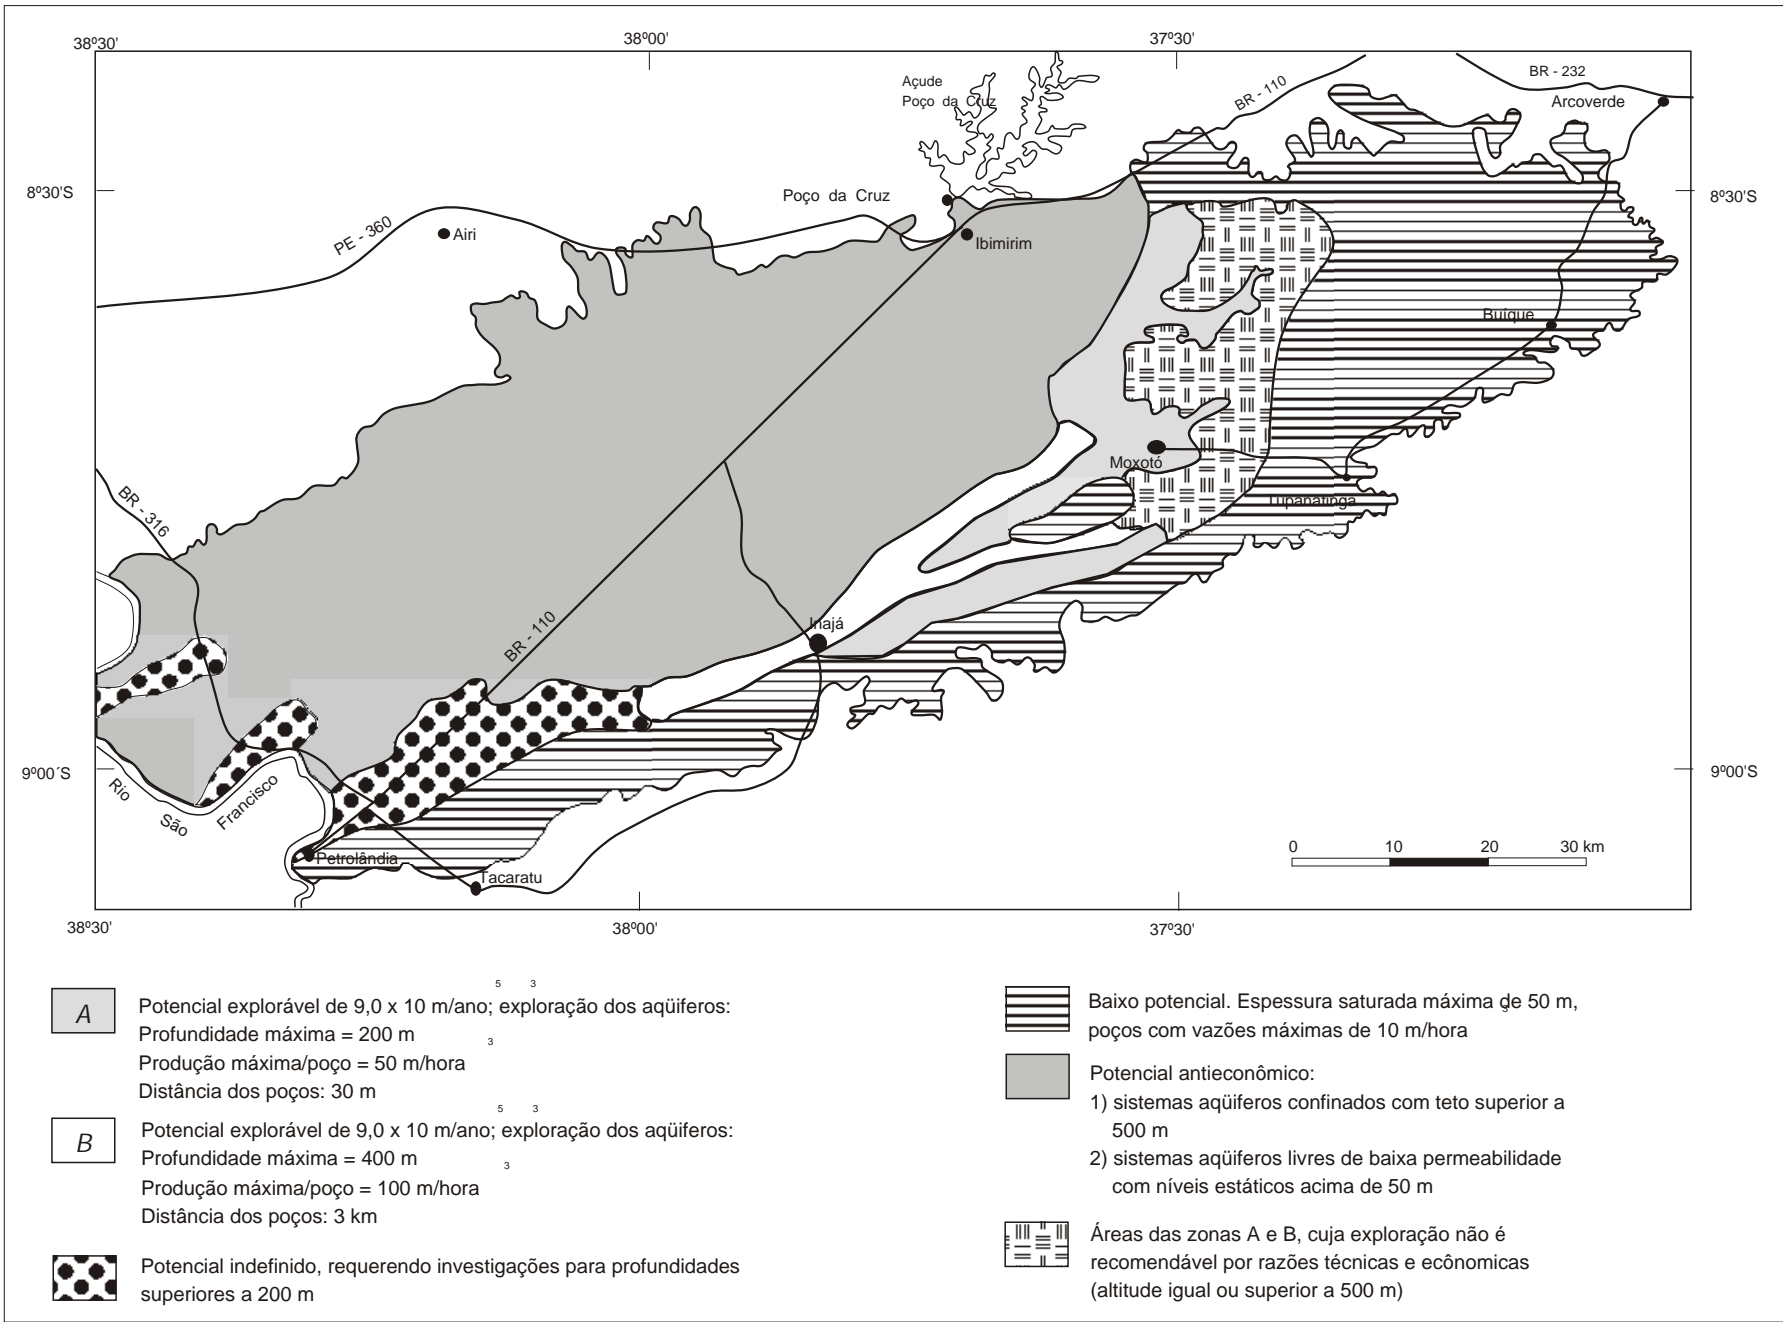 38º30'
38º00'
37º30'
BR - 232
Açude
Poço da Cruz
BR - 110
Arcoverde
8º30'S
Poço da Cruz
8º30'S
PE - 360
Airi
Ibimirim
Buíque
Moxotó
Tupanatinga
BR - 316
Inajá
BR - 110
9º00´S
9º00'S
Rio
São
Francisco
Petrolândia
Tacaratu
0 10 20 30 km
38º30'
38º00'
37º30'
A
5 3
Potencial explorável de 9,0 x 10 m/ano; exploração dos aqüiferos:
Profundidade máxima = 200 m
3
Produção máxima/poço = 50 m/hora
Distância dos poços: 30 m
B
5 3
Potencial explorável de 9,0 x 10 m/ano; exploração dos aqüiferos:
Profundidade máxima = 400 m
3
Produção máxima/poço = 100 m/hora
Distância dos poços: 3 km
Potencial indefinido, requerendo investigações para profundidades
superiores a 200 m
Baixo potencial. Espessura saturada máxima de 50 m,
3
poços com vazões máximas de 10 m/hora
Potencial antieconômico:
1) sistemas aqüiferos confinados com teto superior a
500 m
2) sistemas aqüiferos livres de baixa permeabilidade
com níveis estáticos acima de 50 m
Áreas das zonas A e B, cuja exploração não é
recomendável por razões técnicas e ecônomicas
(altitude igual ou superior a 500 m)